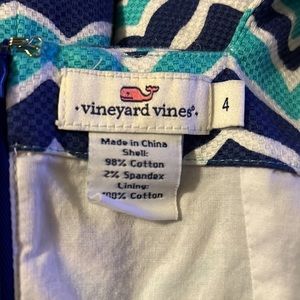 vineyard vines®
4
Made in China
Shell:
98% Cotton
2% Spandex
Lining:
100% Cotton